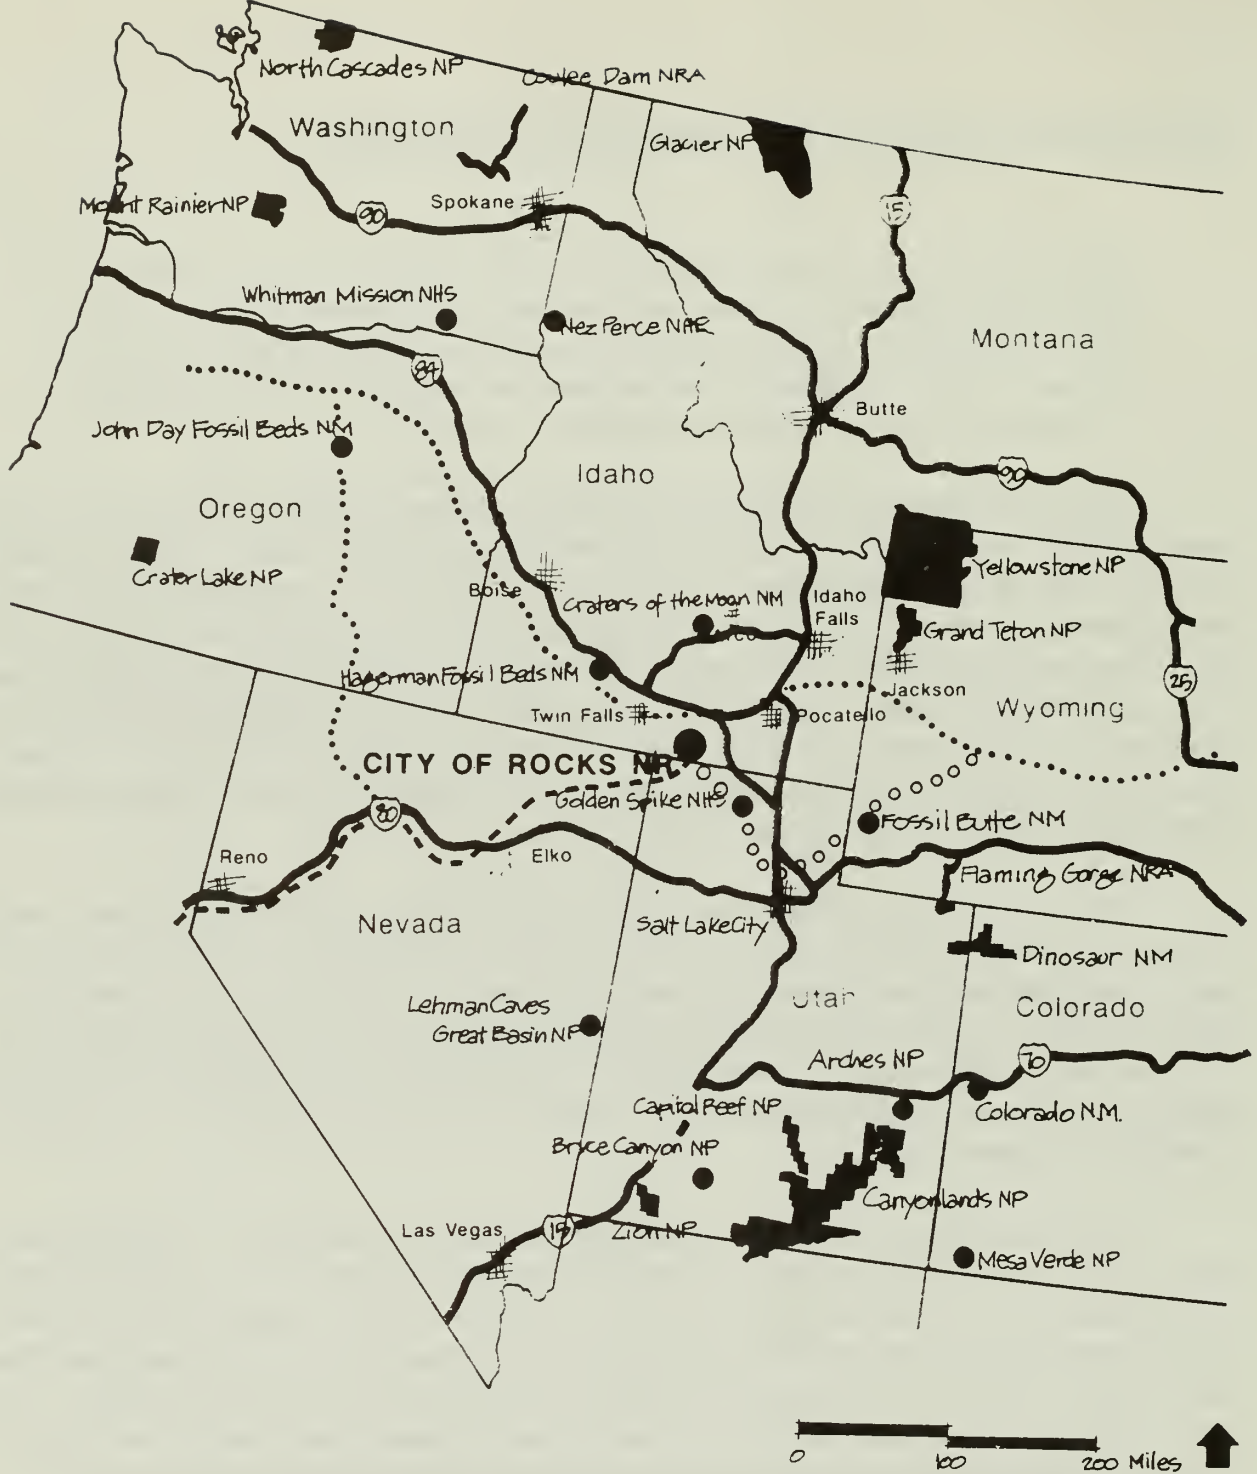 North Cascades NP
Coulee Dam NRA
Washington
Glacier NP
Mount Rainier NP
90
Spokane
15
Whitman Mission NHS
Nez Perce
Montana
84
Butte
John Day Fossil Beds NM
Idaho
90
Oregon
Crater Lake NP
Yellowstone NP
Boise
Craters of the Moon NM
Idaho
Falls
Arco
Grand Teton NP
Hagerman Fossil Beds NM
Jackson
25
Twin Falls
Pocatello
Wyoming
CITY OF ROCKS NR
Golden Spike NHS
80
Fossil Butte NM
Reno
Elko
Flaming Gorge NRA
Nevada
Salt Lake City
Dinosaur NM
Utah
Colorado
Lehman Caves
Great Basin NP
Arches NP
70
Capitol Reef NP
Colorado N.M.
Bryce Canyon NP
Canyonlands NP
Las Vegas
15
Zion NP
Mesa Verde NP
0
100
200 Miles